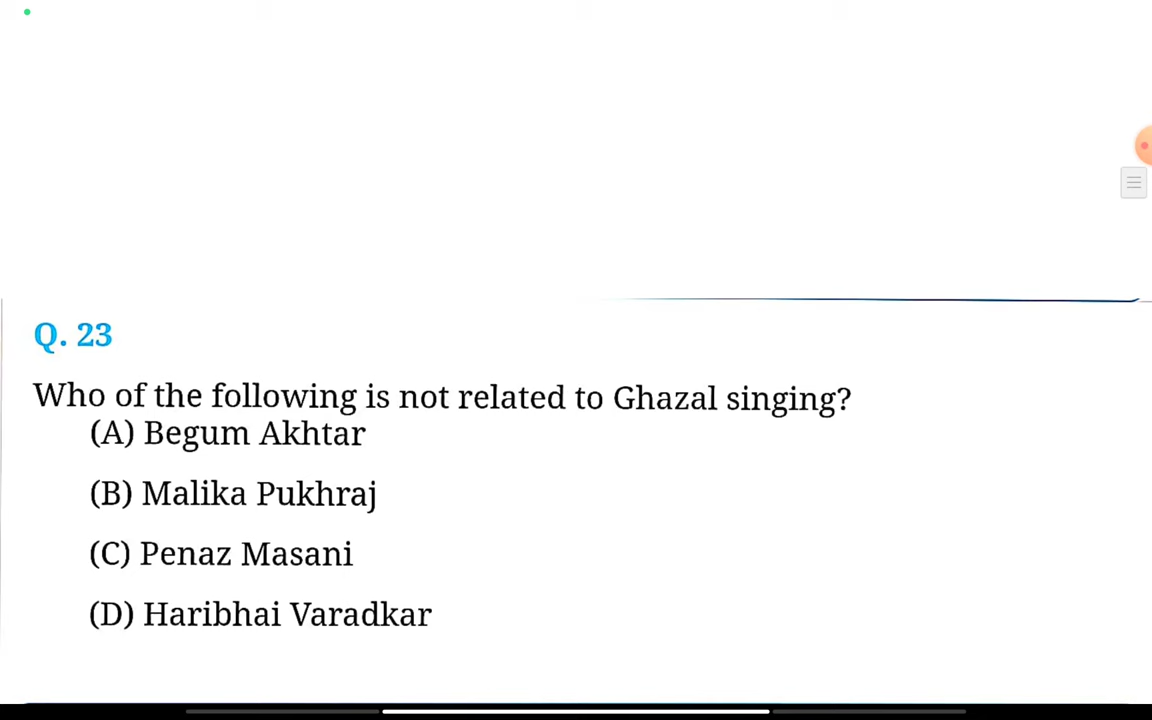 Q. 23
Who of the following is not related to Ghazal singing?
(A) Begum Akhtar
(B) Malika Pukhraj
(C) Penaz Masani
(D) Haribhai Varadkar